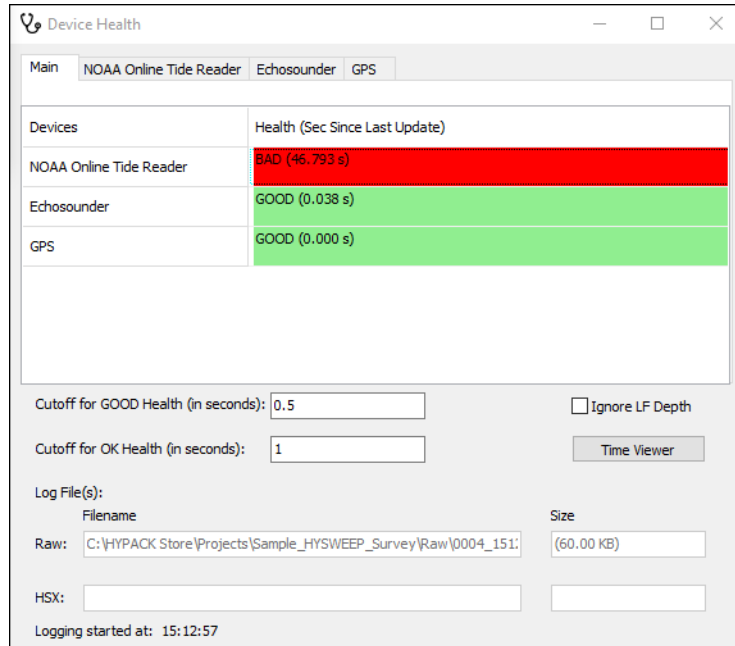 Device Health
Main NOAA Online Tide Reader Echosounder GPS
Devices Health (Sec Since Last Update)
NOAA Online Tide Reader BAD (46.793 s)
Echosounder GOOD (0.038 s)
GPS GOOD (0.000 s)
Cutoff for GOOD Health (in seconds): 0.5 Ignore LF Depth
Cutoff for OK Health (in seconds): 1 Time Viewer
Log File(s):
Filename Size
Raw: C:\HYPACK Store\Projects\Sample_HYSWEEP_Survey\Raw\0004_151 (60.00 KB)
HSX:
Logging started at: 15:12:57